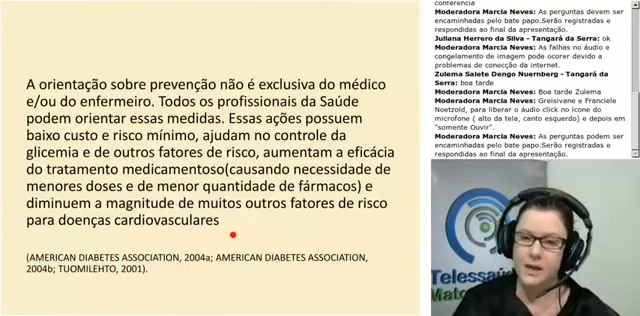 A orientação sobre prevenção não é exclusiva do médico
e/ou do enfermeiro. Todos os profissionais da Saúde
podem orientar essas medidas. Essas ações possuem
baixo custo e risco mínimo, ajudam no controle da
glicemia e de outros fatores de risco, aumentam a eficácia
do tratamento medicamentoso(causando necessidade de
menores doses e de menor quantidade de fármacos) e
diminuem a magnitude de muitos outros fatores de risco
para doenças cardiovasculares
(AMERICAN DIABETES ASSOCIATION, 2004a; AMERICAN DIABETES ASSOCIATION,
2004b; TUOMILEHTO, 2001).
conferencia
Moderadora Marcia Neves: As perguntas devem ser
encaminhadas pelo bate papo.Serão registradas e
respondidas ao final da apresentação.
Juliana Herrero da Silva - Tangará da Serra: ok
Moderadora Marcia Neves: As falhas no áudio e
congelamento de imagem pode ocorer devido a
problemas de conecção da internet.
Zulema Salete Dengo Nuernberg - Tangará da
Serra: boa tarde
Moderadora Marcia Neves: Boa tarde Zulema
Moderadora Marcia Neves: Greisivane e Franciele
Noetzold, para liberar o áudio click no ícone do
microfone ( alto da tela, canto esquerdo) e depois em
"somente Ouvir".
Moderadora Marcia Neves: As perguntas podem ser
encaminhadas pelo bate papo.Serão registradas e
respondidas ao final da apresentação.
Telessaú
Mato